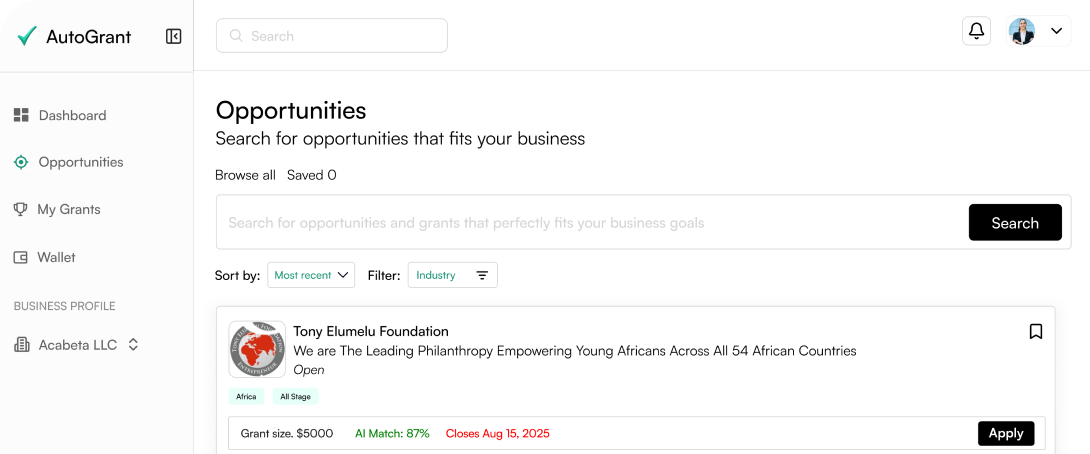 AutoGrant
Search
Dashboard
Opportunities
My Grants
Wallet
BUSINESS PROFILE
Acabeta LLC
Opportunities
Search for opportunities that fits your business
Browse all Saved 0
Search for opportunities and grants that perfectly fits your business goals
Search
Sort by: Most recent Filter: Industry
Tony Elumelu Foundation
We are The Leading Philanthropy Empowering Young Africans Across All 54 African Countries
Open
Africa All Stage
Grant size. $5000 AI Match: 87% Closes Aug 15, 2025 Apply